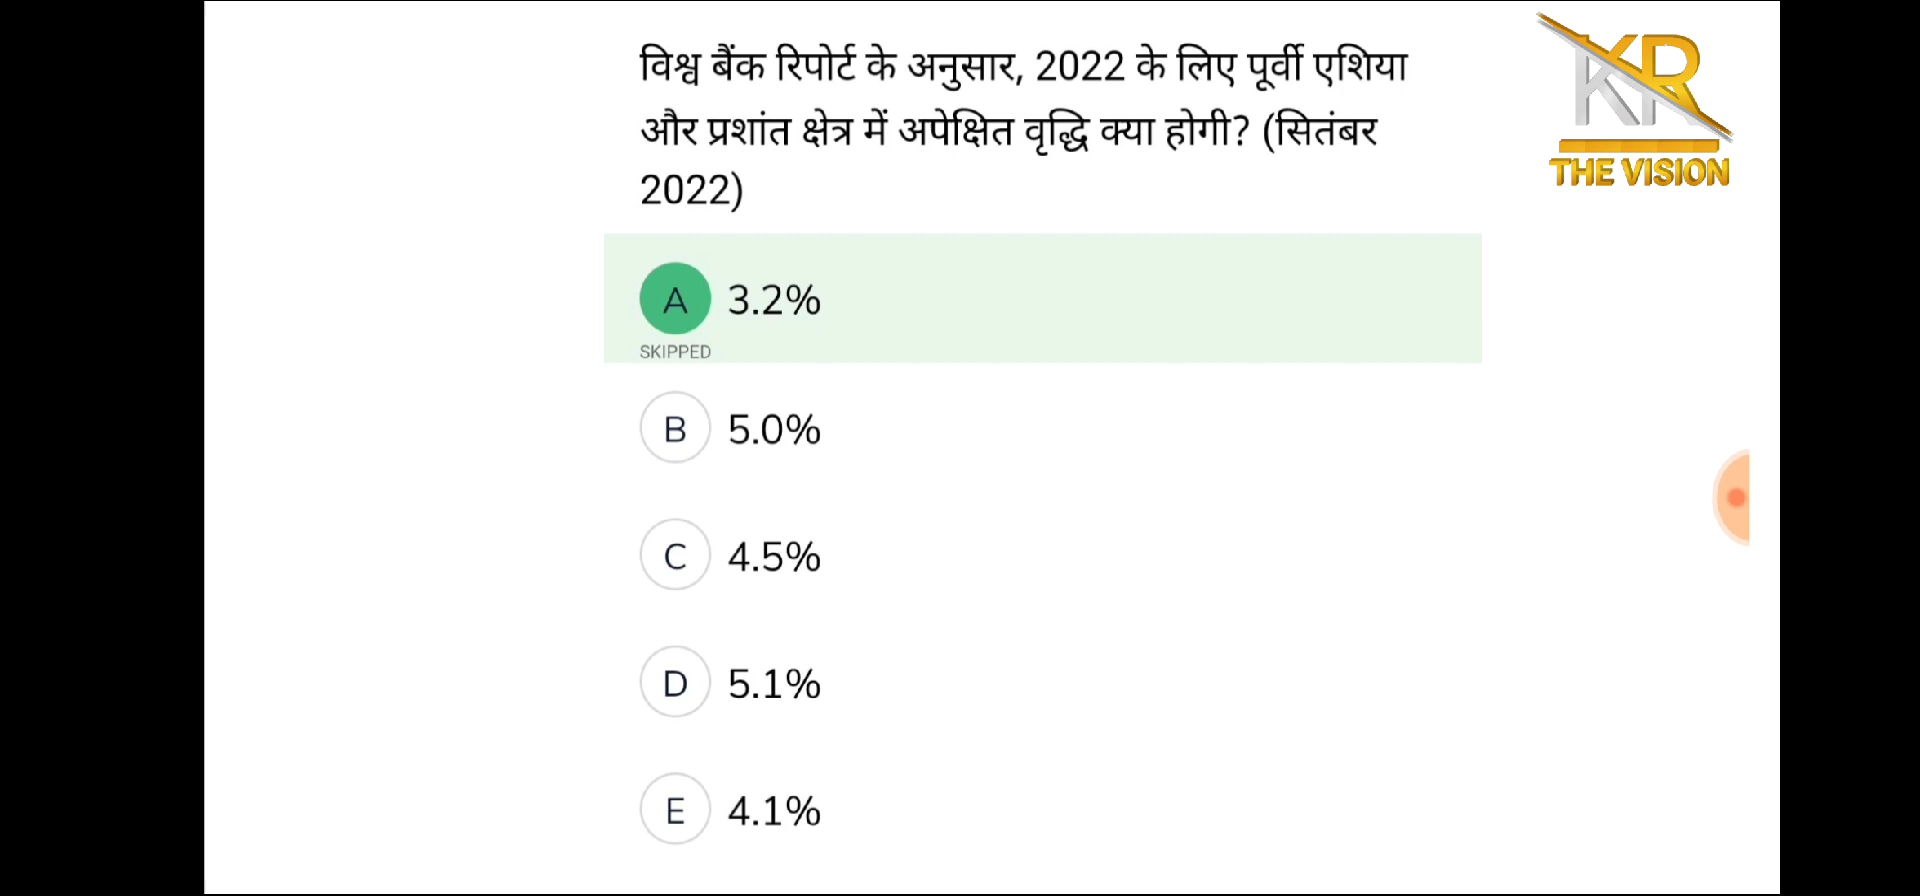 विश्व बैंक रिपोर्ट के अनुसार, 2022 के लिए पूर्वी एशिया
और प्रशांत क्षेत्र में अपेक्षित वृद्धि क्या होगी? (सितंबर
2022)
A 3.2%
SKIPPED
B 5.0%
C 4.5%
D 5.1%
E 4.1%
KR
THE VISION